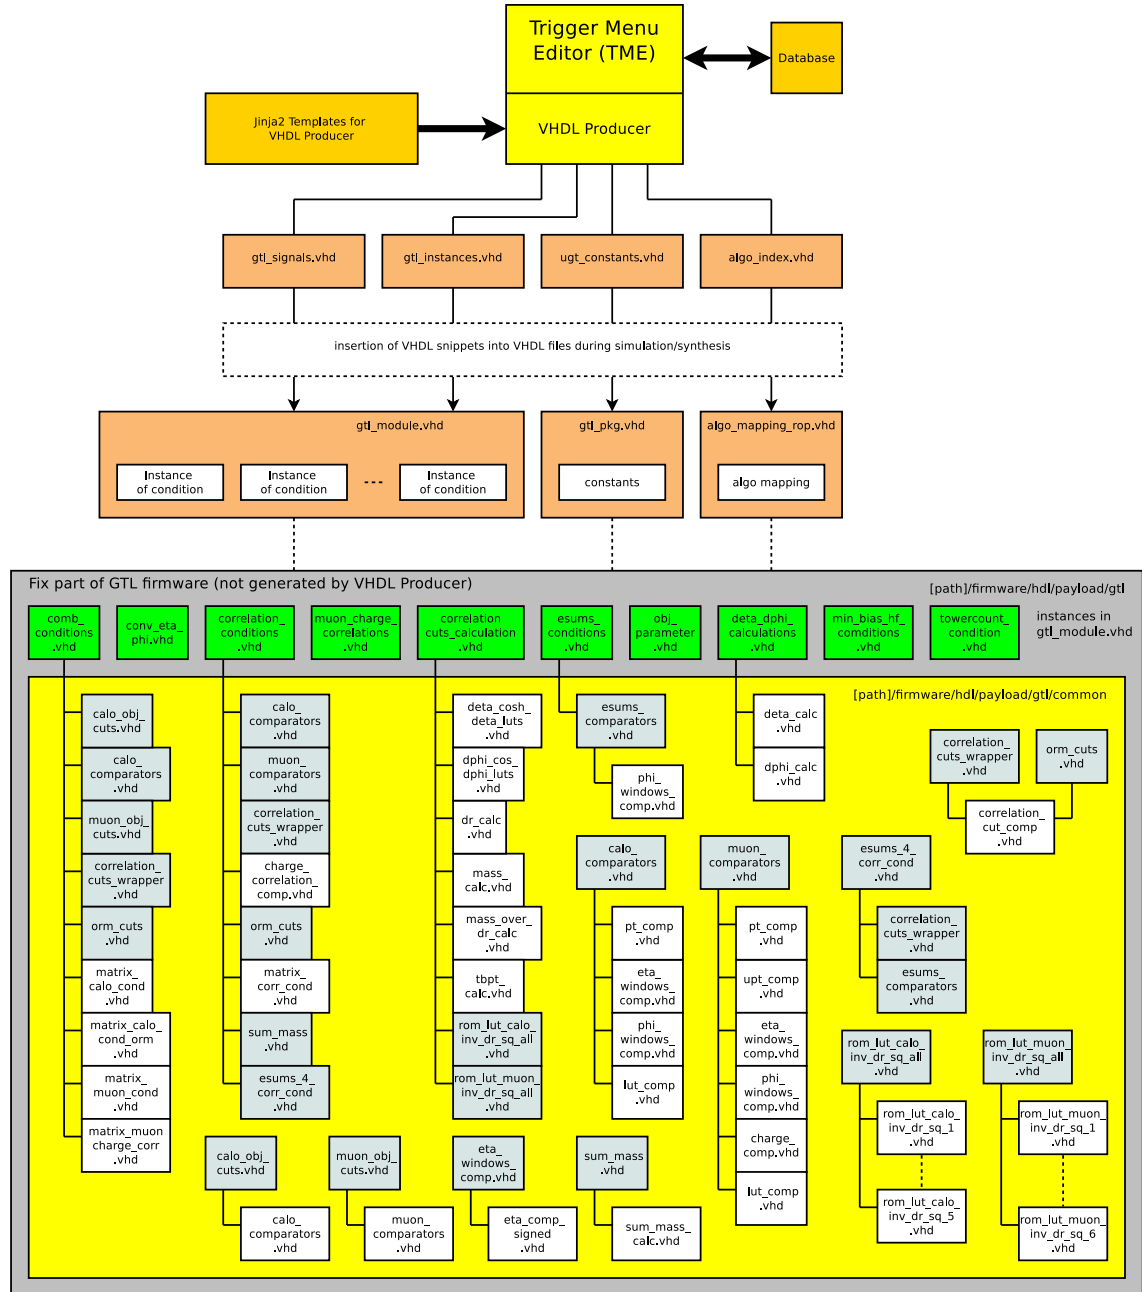 Trigger Menu
Editor (TME)
Database
Jinja2 Templates for
VHDL Producer
VHDL Producer
gtl_signals.vhd
gtl_instances.vhd
ugt_constants.vhd
algo_index.vhd
insertion of VHDL snippets into VHDL files during simulation/synthesis
gtl_module.vhd
gtl_pkg.vhd
algo_mapping_rop.vhd
Instance
of condition
Instance
of condition
---
Instance
of condition
constants
algo mapping
Fix part of GTL firmware (not generated by VHDL Producer)
[path]/firmware/hdl/payload/gtl
comb_
conditions
.vhd
conv_eta_
phi.vhd
correlation_
conditions
.vhd
muon_charge_
correlations
.vhd
correlation
cuts_calculation
.vhd
esums_
conditions
.vhd
obj_
parameter
.vhd
deta_dphi_
calculations
.vhd
min_bias_hf_
comditions
.vhd
towercount_
condition
.vhd
instances in
gtl_module.vhd
[path]/firmware/hdl/payload/gtl/common
calo_obj_
cuts.vhd
calo_
comparators
.vhd
muon_obj_
cuts.vhd
correlation_
cuts_wrapper
.vhd
orm_cuts
.vhd
matrix_
calo_cond
.vhd
matrix_calo_
cond_orm
.vhd
matrix_
muon_cond
.vhd
matrix_muon
charge_corr
.vhd
calo_
comparators
.vhd
muon_
comparators
.vhd
correlation_
cuts_wrapper
.vhd
charge_
correlation_
comp.vhd
orm_cuts
.vhd
matrix_
corr_cond
.vhd
sum_mass
.vhd
esums_4_
corr_cond
.vhd
deta_cosh_
deta_luts
.vhd
dphi_cos_
dphi_luts
.vhd
dr_calc
.vhd
mass_
calc.vhd
mass_over_
dr_calc
.vhd
tbpt_
calc.vhd
rom_lut_calo_
inv_dr_sq_all
.vhd
rom_lut_muon_
inv_dr_sq_all
.vhd
esums_
comparators
.vhd
phi_
windows_
comp.vhd
deta_calc
.vhd
dphi_calc
.vhd
correlation_
cuts_wrapper
.vhd
orm_cuts
.vhd
correlation_
cut_comp
.vhd
calo_
comparators
.vhd
pt_comp
.vhd
eta_
windows_
comp.vhd
phi_
windows_
comp.vhd
lut_comp
.vhd
muon_
comparators
.vhd
pt_comp
.vhd
upt_comp
.vhd
eta_
windows_
comp.vhd
phi_
windows_
comp.vhd
charge_
comp.vhd
lut_comp
.vhd
esums_4_
corr_cond
.vhd
correlation_
cuts_wrapper
.vhd
esums_
comparators
.vhd
rom_lut_calo_
inv_dr_sq_all
.vhd
rom_lut_calo_
inv_dr_sq_1
.vhd
rom_lut_calo_
inv_dr_sq_5
.vhd
rom_lut_muon_
inv_dr_sq_all
.vhd
rom_lut_muon_
inv_dr_sq_1
.vhd
rom_lut_muon_
inv_dr_sq_6
.vhd
calo_obj_
cuts.vhd
calo_
comparators
.vhd
muon_obj_
cuts.vhd
muon_
comparators
.vhd
eta_
windows_
comp.vhd
eta_comp_
signed
.vhd
sum_mass
.vhd
sum_mass_
calc.vhd